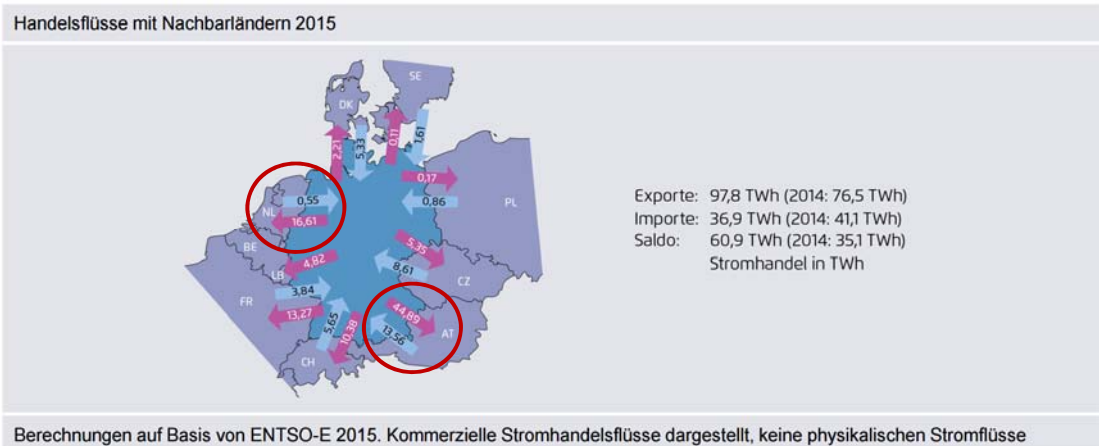 Handelsflüsse mit Nachbarländern 2015
SE
DK
2,21
5,33
0,11
1,61
0,17
0,86
PL
NL
0,55
16,61
BE
4,82
LB
FR
3,84
13,27
5,35
8,61
CZ
44,89
13,56
AT
5,65
10,38
CH
Exporte: 97,8 TWh (2014: 76,5 TWh)
Importe: 36,9 TWh (2014: 41,1 TWh)
Saldo: 60,9 TWh (2014: 35,1 TWh)
Stromhandel in TWh
Berechnungen auf Basis von ENTSO-E 2015. Kommerzielle Stromhandelsflüsse dargestellt, keine physikalischen Stromflüsse